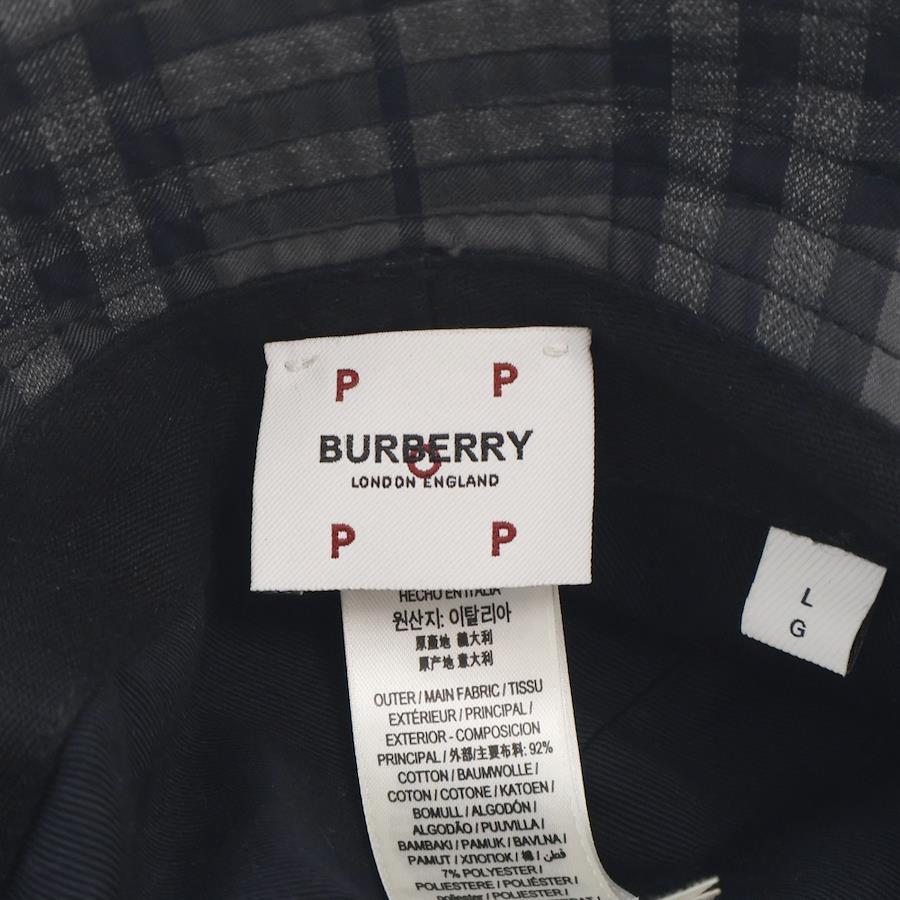 P P
BURBERRY
O
LONDON ENGLAND
P P
L
G
HECHO EN ITALIA
원산지: 이탈리아
原產地 義大利
原产地 意大利
OUTER / MAIN FABRIC / TISSU
EXTÉRIEUR / PRINCIPAL /
EXTERIOR - COMPOSICION
PRINCIPAL / 外部/主要布料: 92%
COTTON / BAUMWOLLE /
COTON / COTONE / KATOEN /
BOMULL / ALGODÓN /
ALGODÃO / PUUVILLA /
BAMBAKI / PAMUK / BAVLNA /
PAMUT / ХЛОПОК / 棉 / قطن
7% POLYESTER /
POLIESTERE / POLIÉSTER /